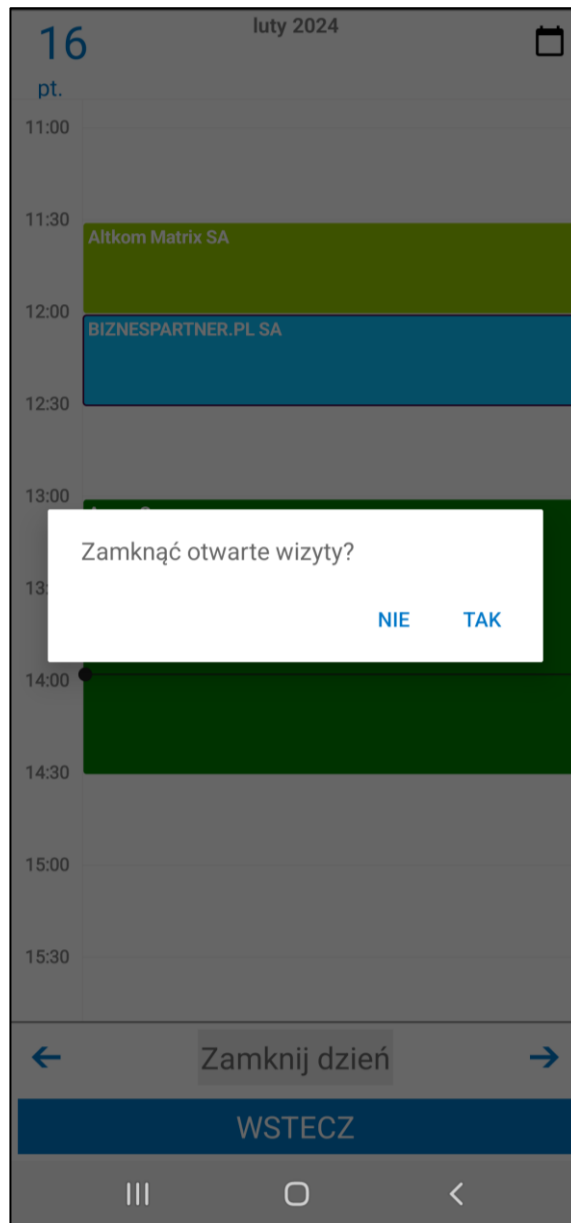 luty 2024
16
pt.
11:00
11:30
Altkom Matrix SA
12:00
BIZNESPARTNER.PL SA
12:30
13:00
Zamknąć otwarte wizyty?
13:
NIE TAK
14:00
14:30
15:00
15:30
Zamknij dzień
WSTECZ